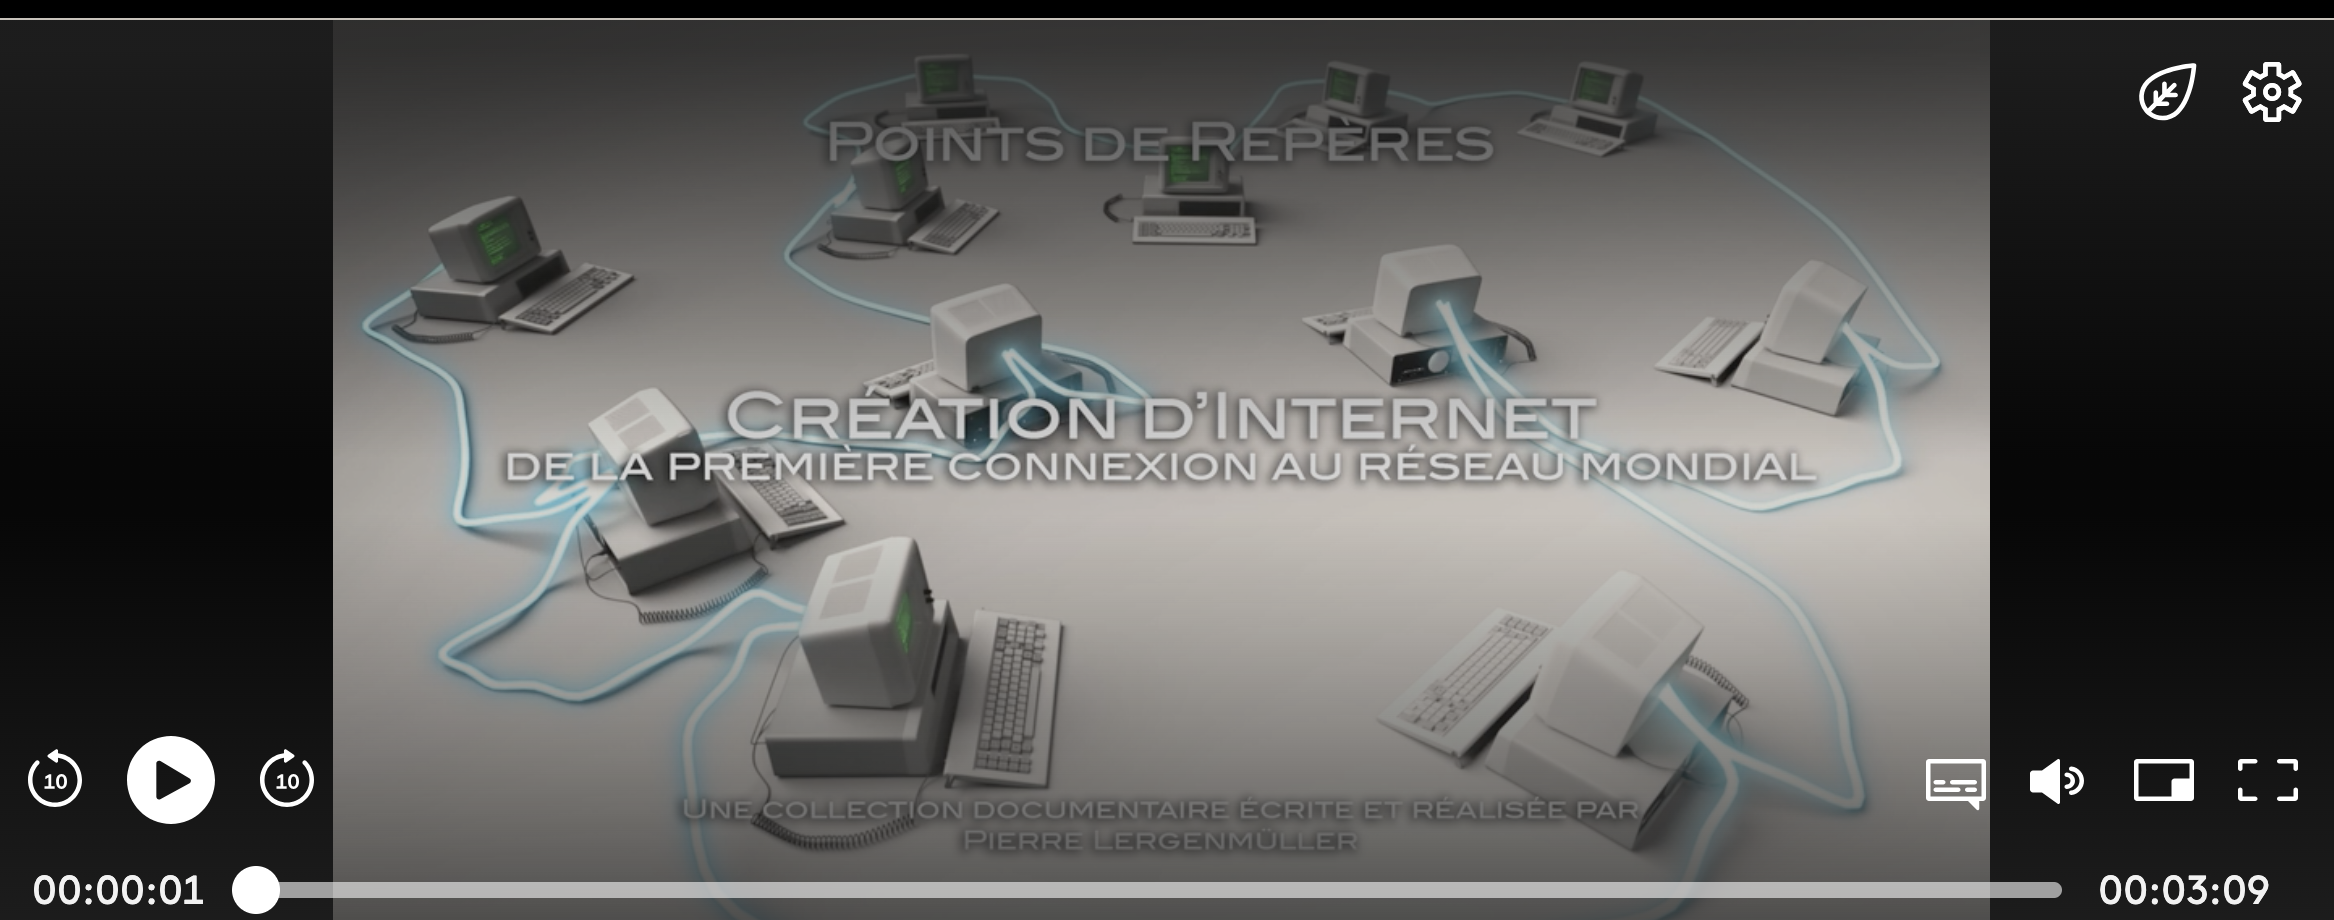 Points de Repères
Création d'Internet
de la première connexion au réseau mondial
10
10
Une collection documentaire écrite et réalisée par
Pierre Lergenmüller
00:00:01
00:03:09